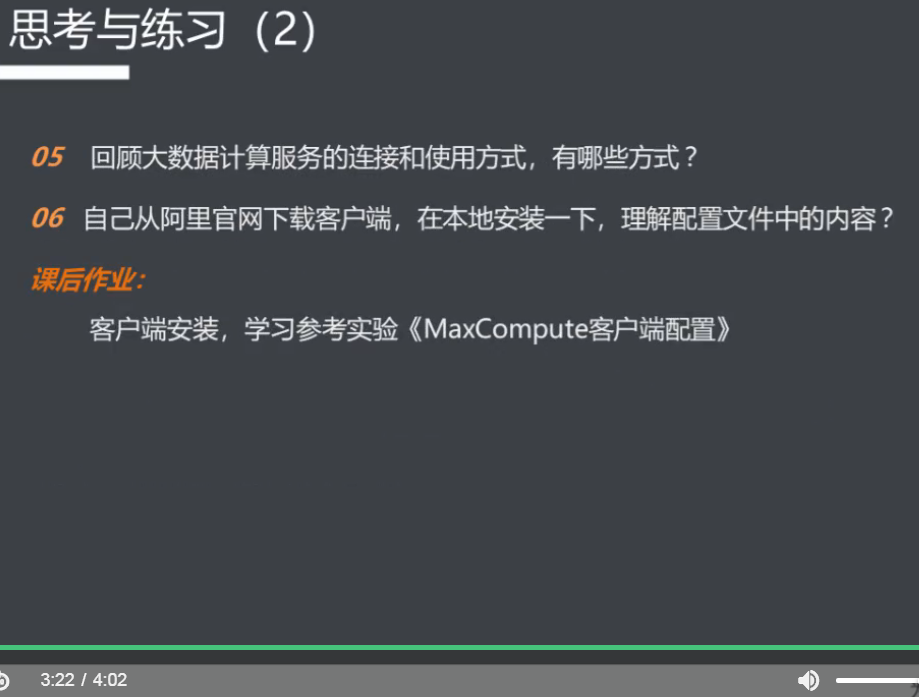 思考与练习（2）
05 回顾大数据计算服务的连接和使用方式，有哪些方式？
06 自己从阿里官网下载客户端，在本地安装一下，理解配置文件中的内容？
课后作业：
客户端安装，学习参考实验《MaxCompute客户端配置》
3:22 / 4:02